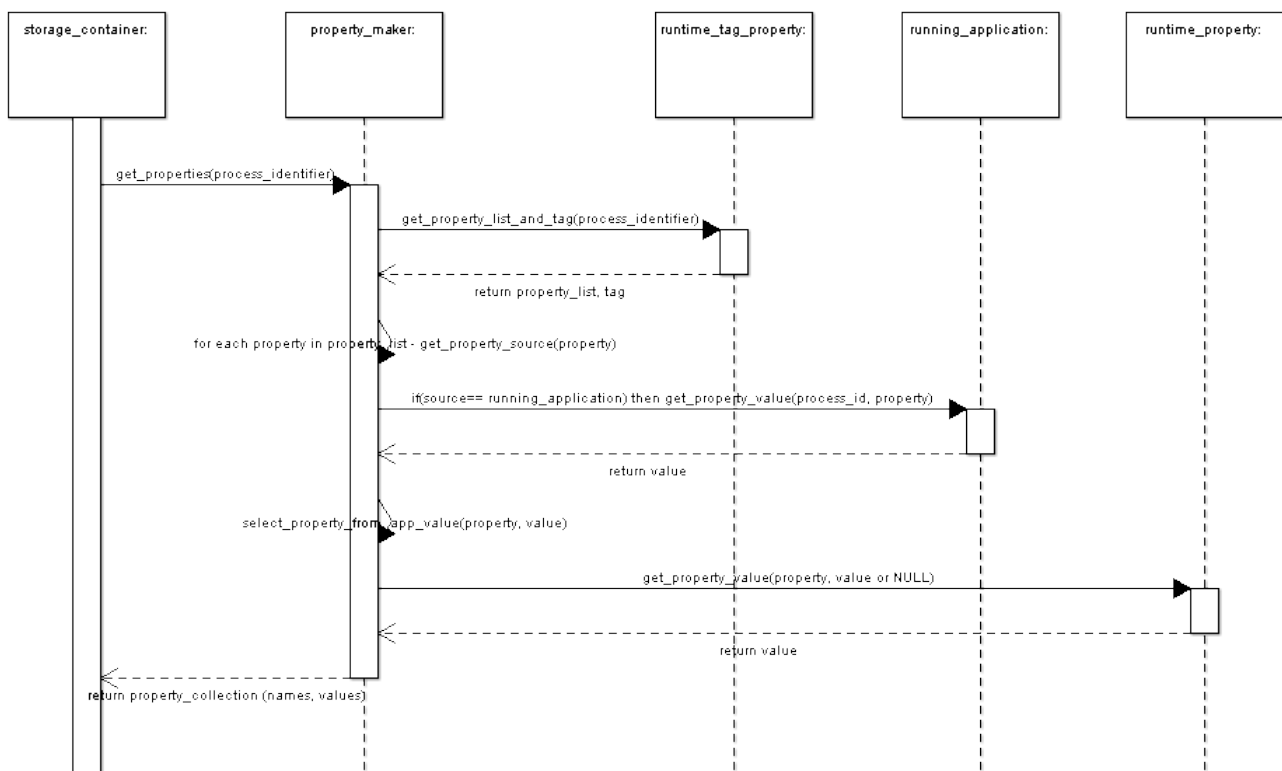 storage_container:
property_maker:
runtime_tag_property:
running_application:
runtime_property:
get_properties(process_identifier)
get_property_list_and_tag(process_identifier)
return property_list, tag
for each property in property_list - get_property_source(property)
if(source== running_application) then get_property_value(process_id, property)
return value
select_property_from_app_value(property, value)
get_property_value(property, value or NULL)
return value
return property_collection (names, values)